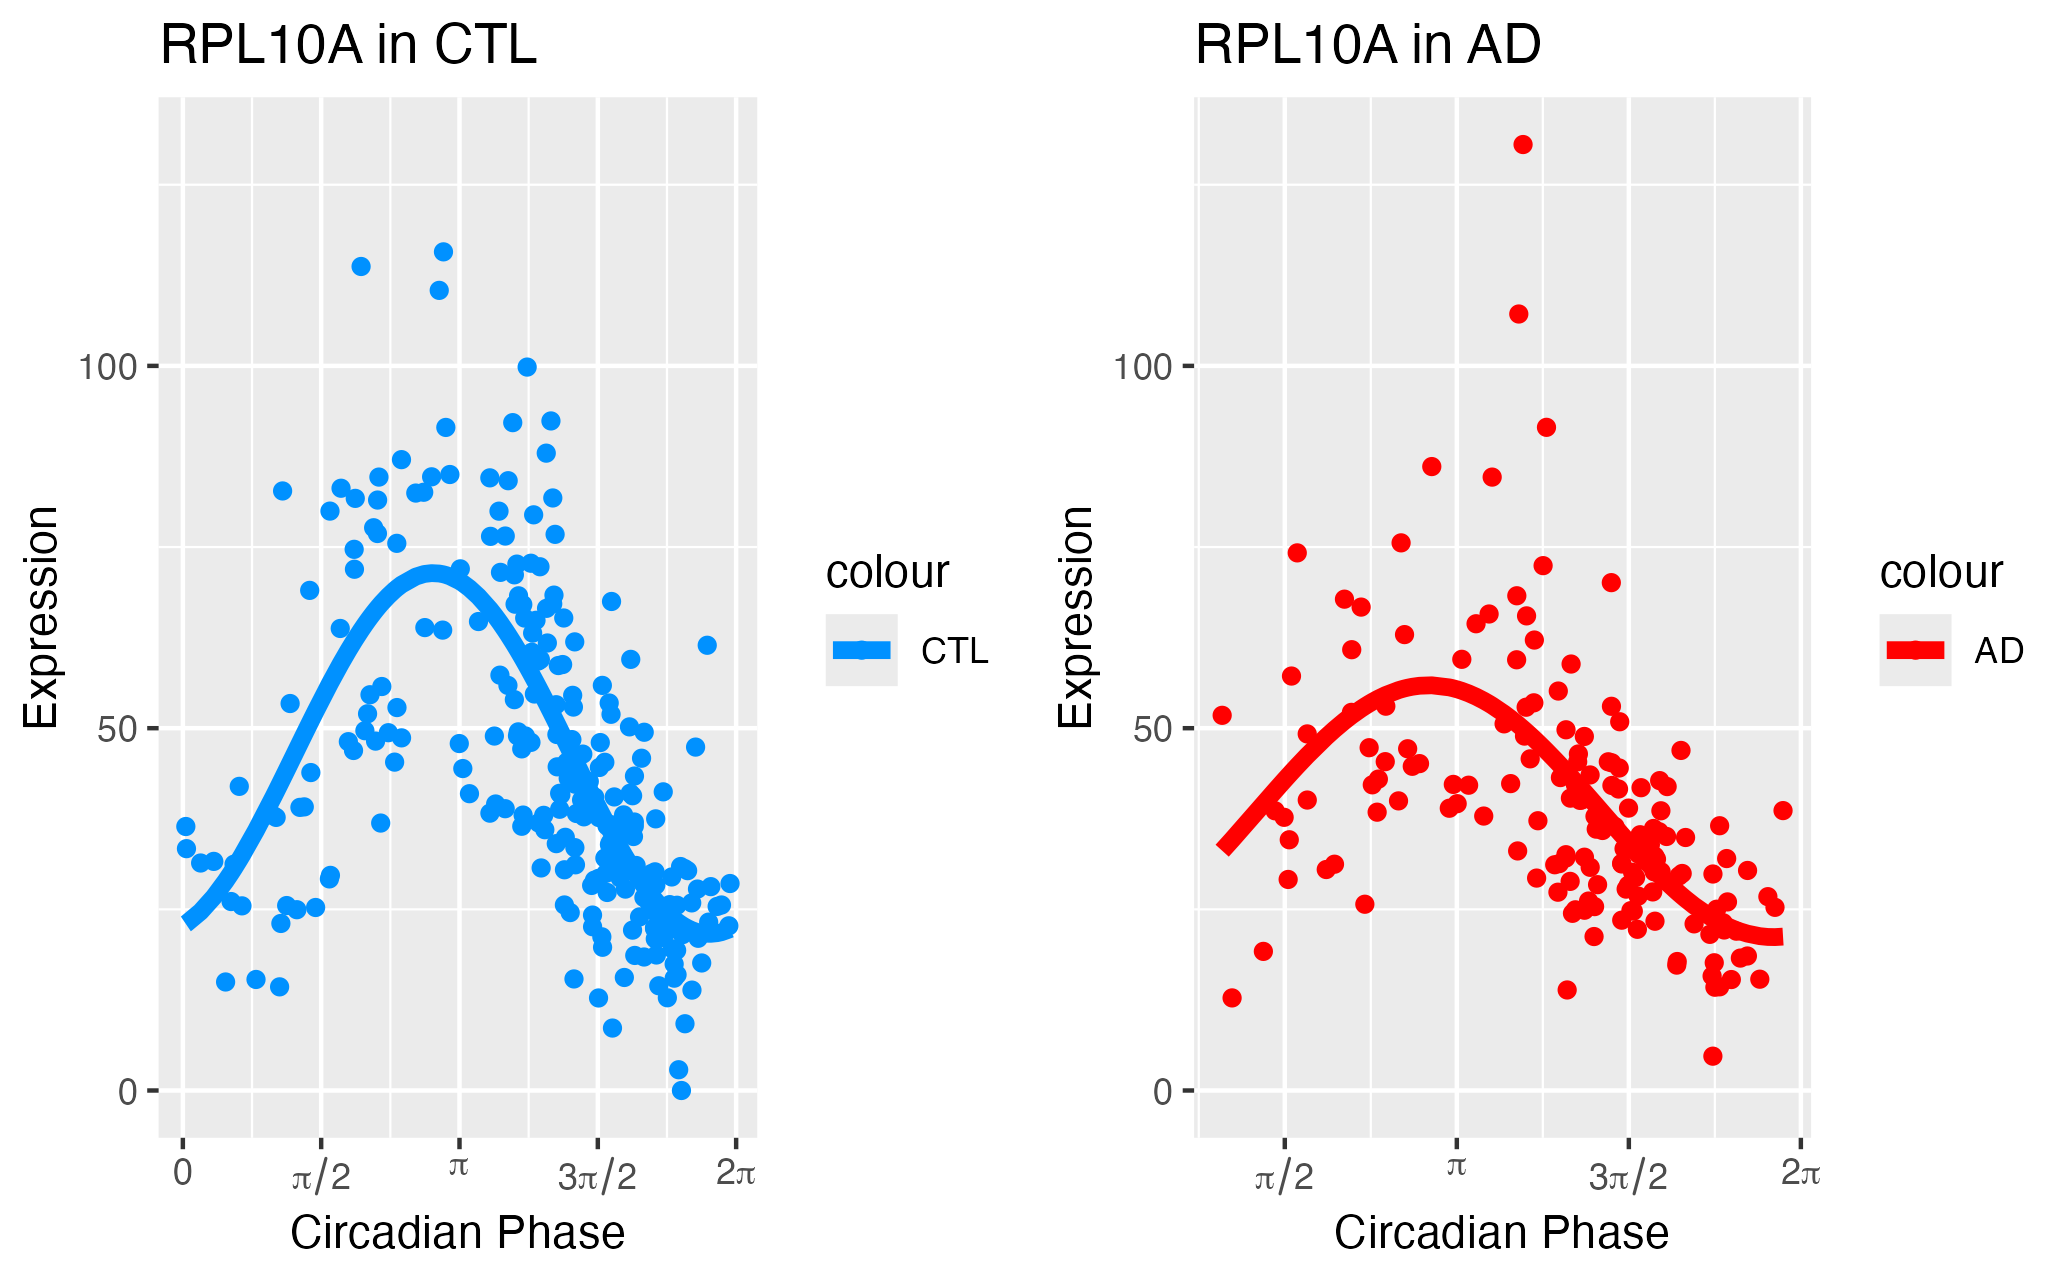 RPL10A in CTL
Expression
100
50
0
0 π/2 π 3π/2 2π
Circadian Phase
colour
CTL
RPL10A in AD
Expression
100
50
0
π/2 π 3π/2 2π
Circadian Phase
colour
AD